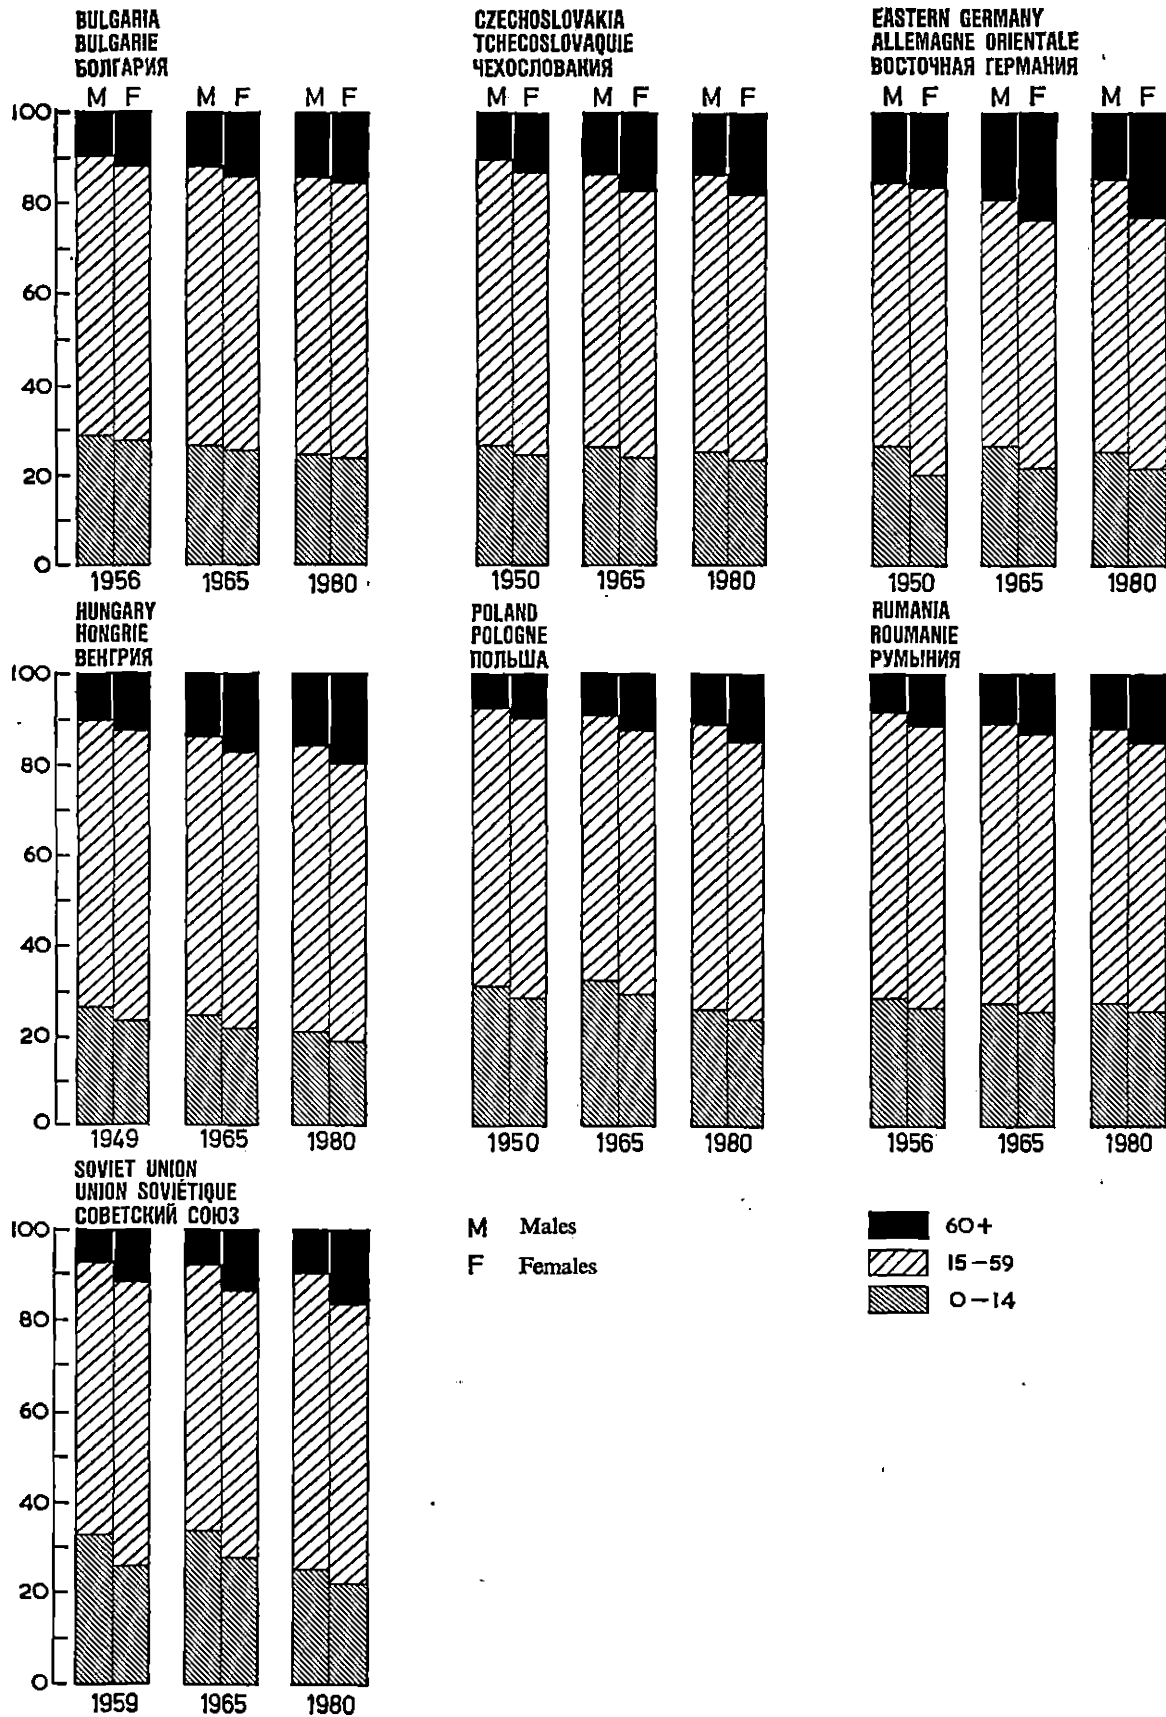 BULGARIA
BULGARIE
БОЛГАРИЯ
CZECHOSLOVAKIA
TCHECOSLOVAQUIE
ЧЕХОСЛОВАКИЯ
EASTERN GERMANY
ALLEMAGNE ORIENTALE
ВОСТОЧНАЯ ГЕРМАНИЯ
M F M F M F
M F M F M F
M F M F M F
100
80
60
40
20
0
1956 1965 1980
1950 1965 1980
1950 1965 1980
HUNGARY
HONGRIE
ВЕНГРИЯ
POLAND
POLOGNE
ПОЛЬША
RUMANIA
ROUMANIE
РУМЫНИЯ
100
80
60
40
20
0
1949 1965 1980
1950 1965 1980
1956 1965 1980
SOVIET UNION
UNION SOVIÉTIQUE
СОВЕТСКИЙ СОЮЗ
100
80
60
40
20
0
1959 1965 1980
M Males
F Females
60+
15–59
0–14